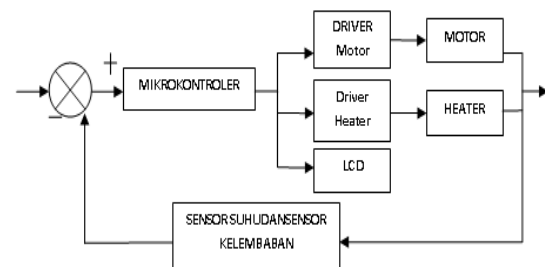 +
−
MIKROKONTROLER
DRIVER
Motor
MOTOR
Driver
Heater
HEATER
LCD
SENSOR SUHUDANSENSOR
KELEMBABAN